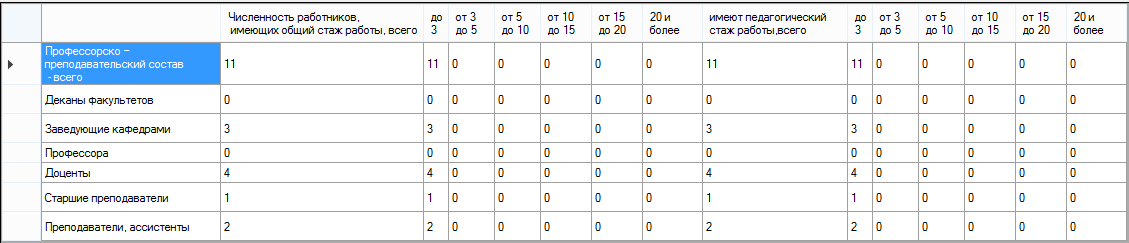 Численность работников, имеющих общий стаж работы, всего до 3 от 3 до 5 от 5 до 10 от 10 до 15 от 15 до 20 20 и более имеют педагогический стаж работы,всего до 3 от 3 до 5 от 5 до 10 от 10 до 15 от 15 до 20 20 и более
Профессорско – преподавательский состав - всего 11 11 0 0 0 0 0 11 11 0 0 0 0 0
Деканы факультетов 0 0 0 0 0 0 0 0 0 0 0 0 0 0
Заведующие кафедрами 3 3 0 0 0 0 0 3 3 0 0 0 0 0
Профессора 0 0 0 0 0 0 0 0 0 0 0 0 0 0
Доценты 4 4 0 0 0 0 0 4 4 0 0 0 0 0
Старшие преподаватели 1 1 0 0 0 0 0 1 1 0 0 0 0 0
Преподаватели, ассистенты 2 2 0 0 0 0 0 2 2 0 0 0 0 0